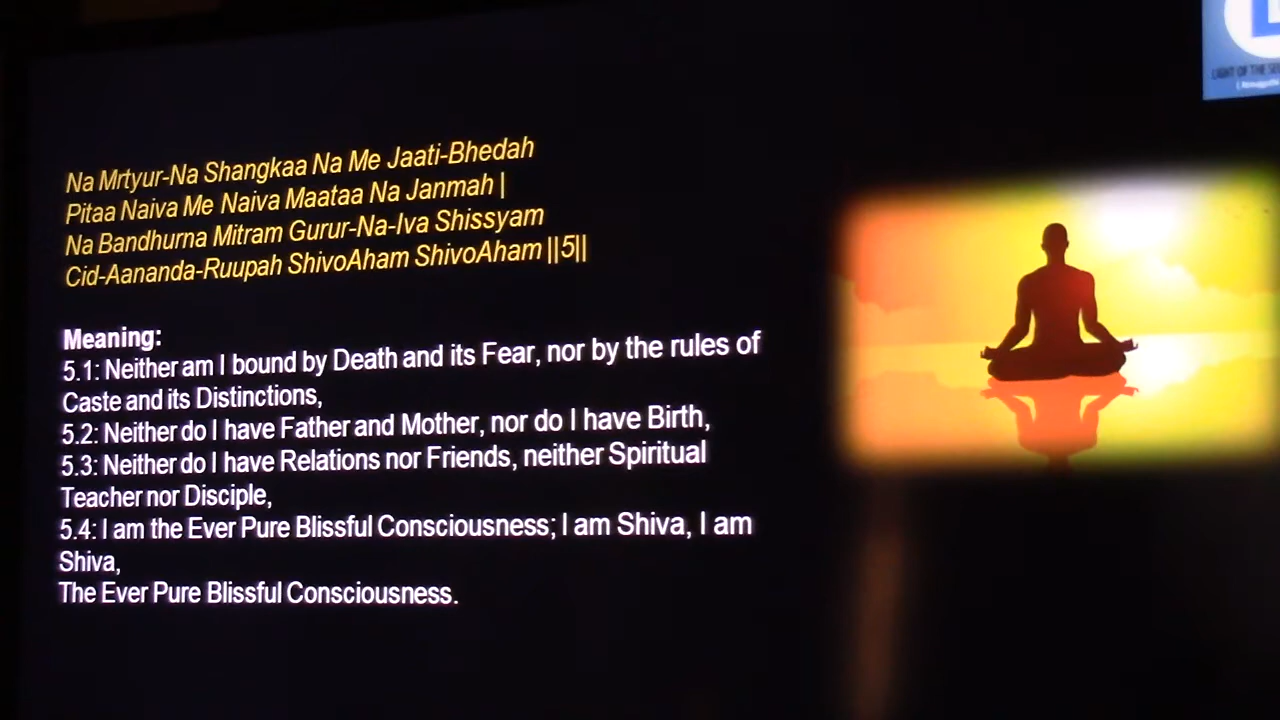 Na Mrtyur-Na Shangkaa Na Me Jaati-Bhedah
Pitaa Naiva Me Naiva Maataa Na Janmah |
Na Bandhurna Mitram Gurur-Na-Iva Shissyam
Cid-Aananda-Ruupah ShivoAham ShivoAham ||5||
Meaning:
5.1: Neither am I bound by Death and its Fear, nor by the rules of
Caste and its Distinctions,
5.2: Neither do I have Father and Mother, nor do I have Birth,
5.3: Neither do I have Relations nor Friends, neither Spiritual
Teacher nor Disciple,
5.4: I am the Ever Pure Blissful Consciousness; I am Shiva, I am
Shiva,
The Ever Pure Blissful Consciousness.
LIGHT OF THE